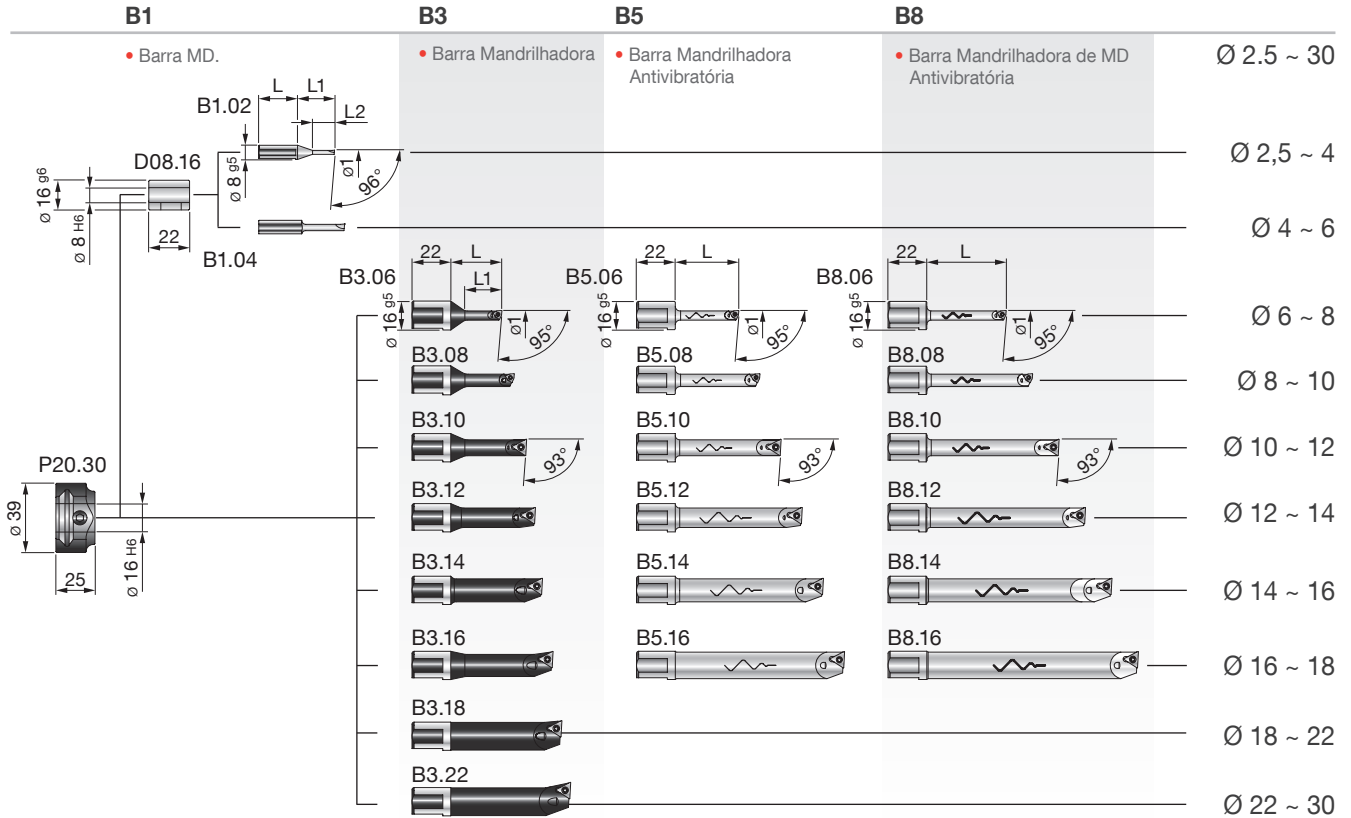 B1 B3 B5 B8
• Barra MD.
• Barra Mandrilhadora
• Barra Mandrilhadora
Antivibratória
• Barra Mandrilhadora de MD
Antivibratória
Ø 2.5 ~ 30
L L1
B1.02
L2
D08.16
Ø 16 g6
Ø 8 H6
22
Ø 8 g5
Ø1
96°
Ø 2,5 ~ 4
B1.04
Ø 4 ~ 6
B3.06
22 L
L1
Ø 16 g5
Ø1
95°
B5.06
22 L
Ø 16 g5
Ø1
95°
B8.06
22 L
Ø 16 g5
Ø1
95°
Ø 6 ~ 8
B3.08
B5.08
B8.08
Ø 8 ~ 10
B3.10
93°
B5.10
93°
B8.10
93°
Ø 10 ~ 12
P20.30
Ø 39
25
Ø 16 H6
B3.12
B5.12
B8.12
Ø 12 ~ 14
B3.14
B5.14
B8.14
Ø 14 ~ 16
B3.16
B5.16
B8.16
Ø 16 ~ 18
B3.18
Ø 18 ~ 22
B3.22
Ø 22 ~ 30